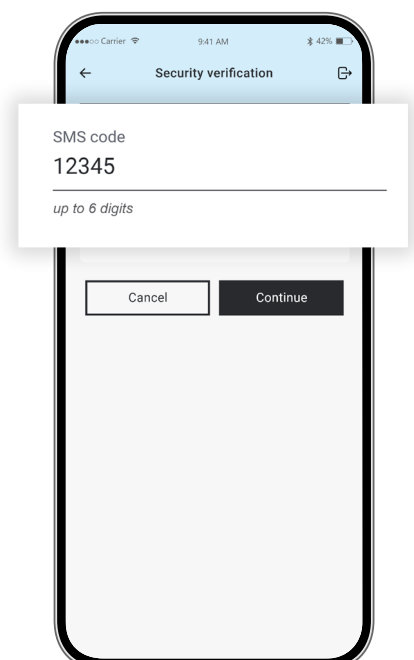 Carrier 9:41 AM 42%
Security verification
SMS code
12345
up to 6 digits
Cancel Continue